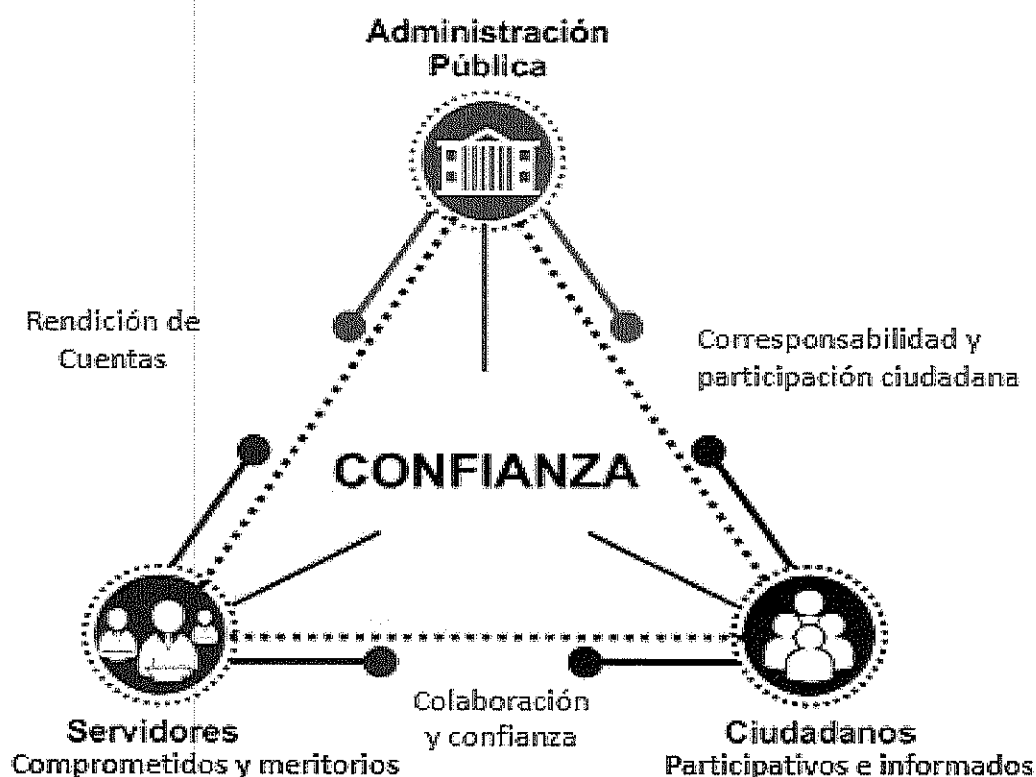 Administración
Pública
Rendición de
Cuentas
Corresponsabilidad y
participación ciudadana
CONFIANZA
Colaboración
y confianza
Servidores
Comprometidos y meritorios
Ciudadanos
Participativos e informados